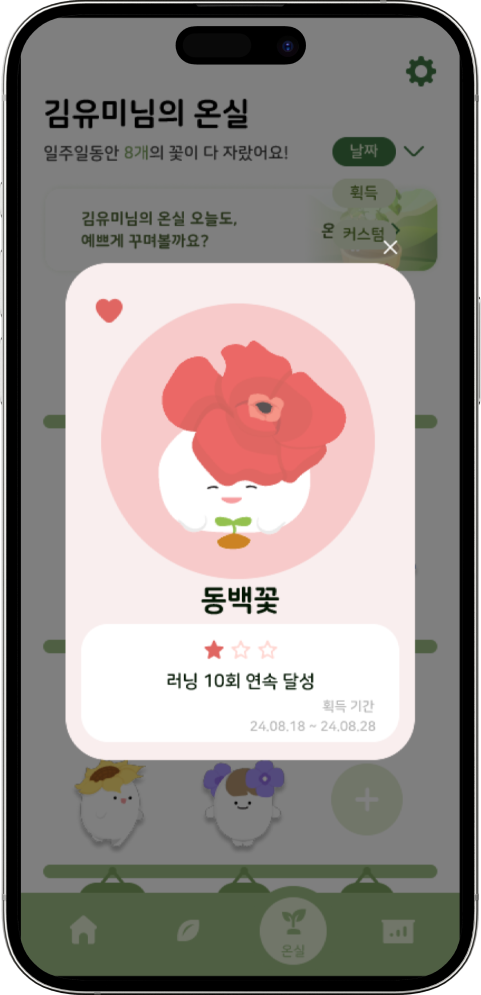 김유미님의 온실
일주일동안 8개의 꽃이 다 자랐어요!
날짜
획득
커스텀
김유미님의 온실 오늘도,
예쁘게 꾸며볼까요?
온
동백꽃
러닝 10회 연속 달성
획득 기간
24.08.18 ~ 24.08.28
온실